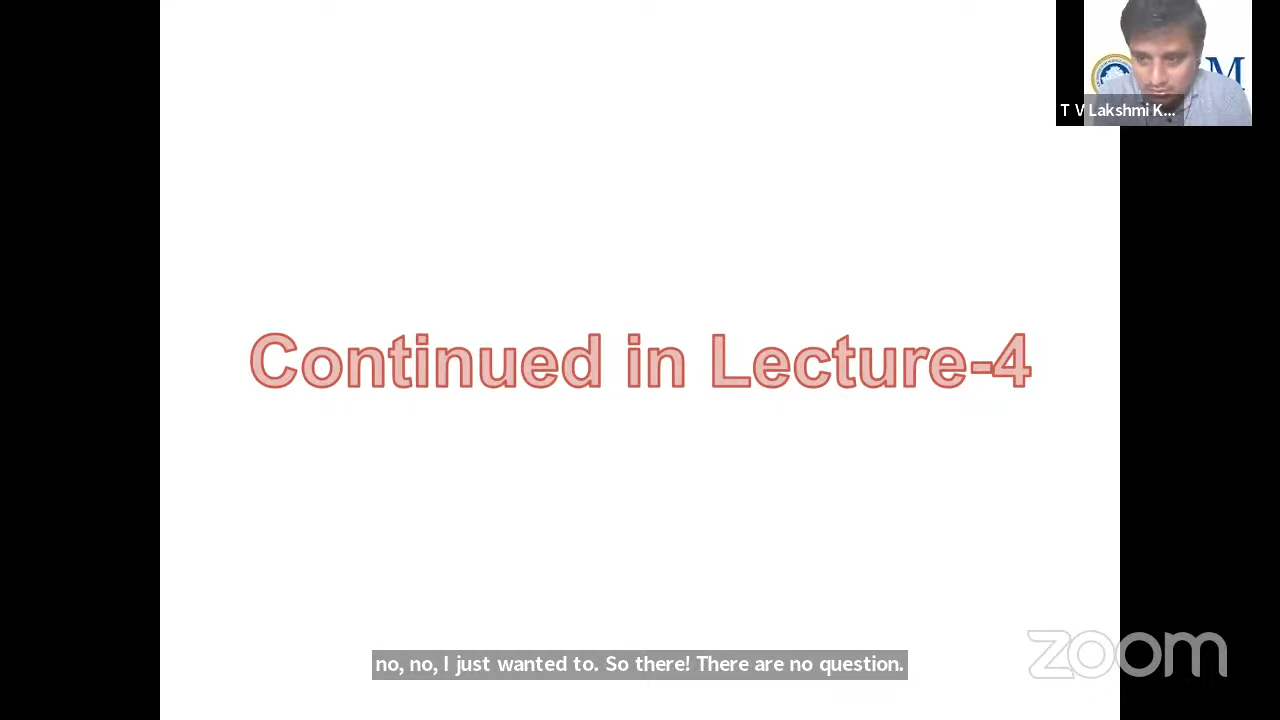 M
T V Lakshmi K...
Continued in Lecture-4
no, no, I just wanted to. So there! There are no question.
zoom